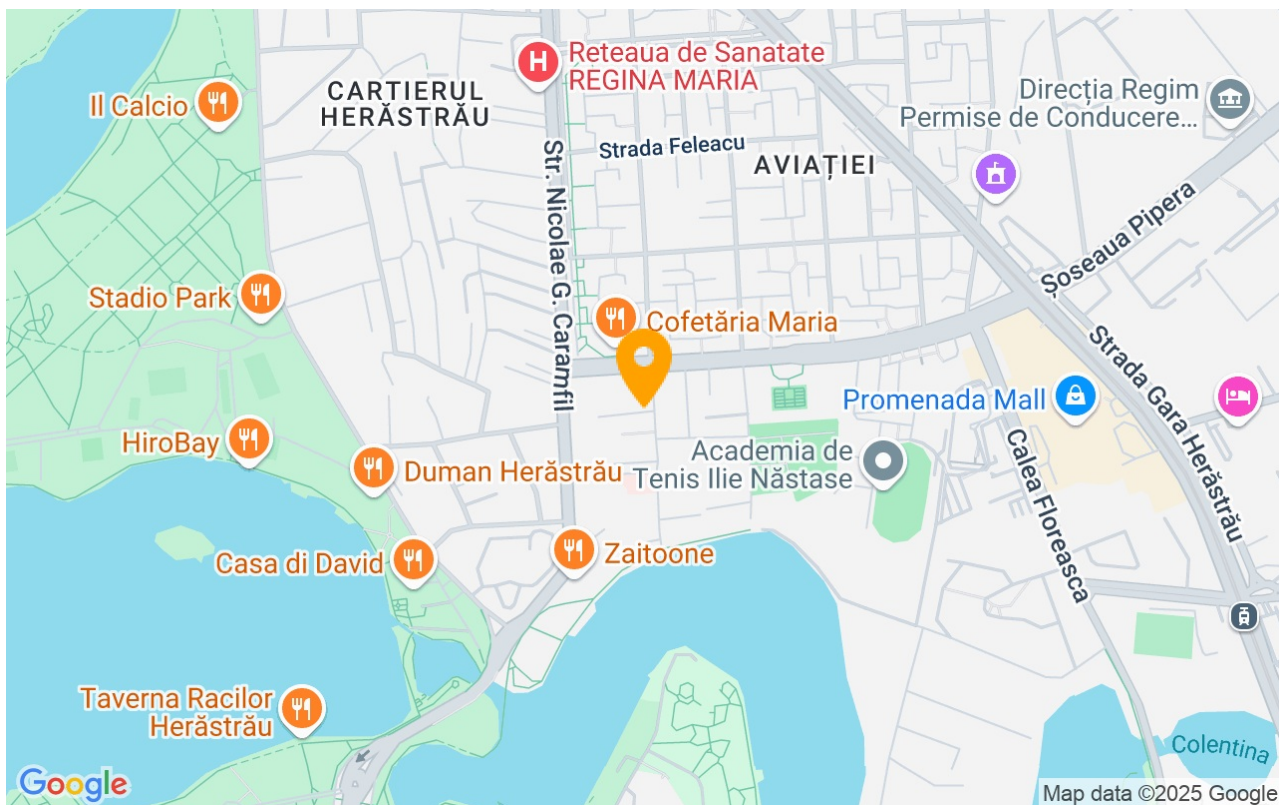 Reteaua de Sanatate
REGINA MARIA
Il Calcio
CARTIERUL
HERĂSTRĂU
Direcția Regim
Permise de Conducere...
Strada Feleacu
AVIAȚIEI
Str. Nicolae G. Caramfil
Șoseaua Pipera
Stadio Park
Cofetăria Maria
Strada Gara Herăstrău
Promenada Mall
HiroBay
Duman Herăstrău
Academia de
Tenis Ilie Năstase
Calea Floreasca
Casa di David
Zaitoone
Taverna Racilor
Herăstrău
Colentina
Google
Map data ©2025 Google